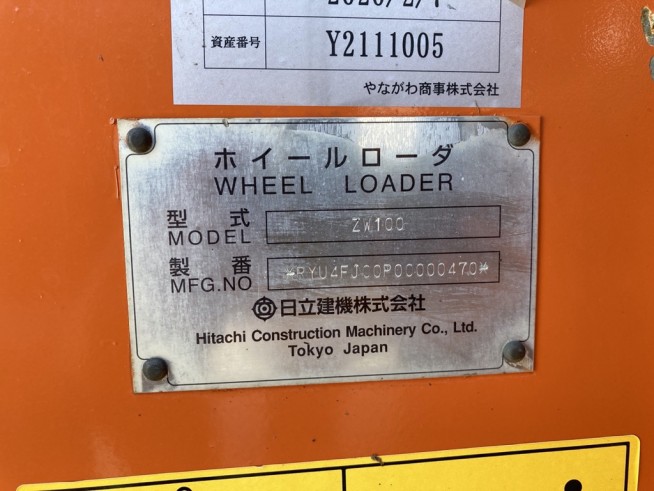 資産番号 Y2111005
やながわ商事株式会社
ホイールローダ
WHEEL LOADER
型式 ZW100
MODEL
製番 *RYU4FJ00P00000470*
MFG.NO
日立建機株式会社
Hitachi Construction Machinery Co., Ltd.
Tokyo Japan